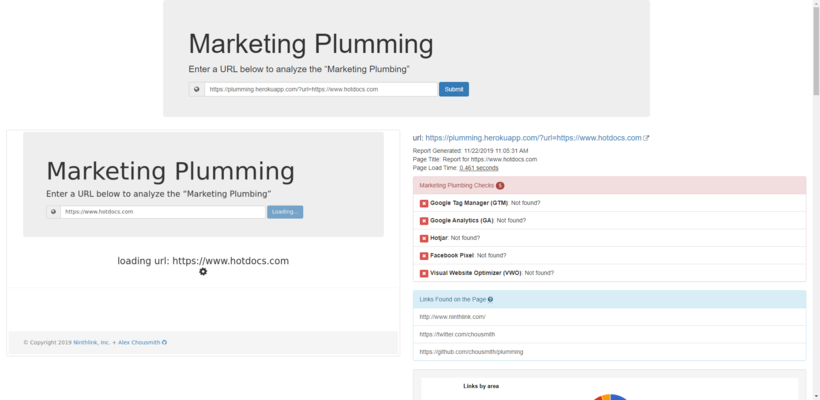 Marketing Plumming
Enter a URL below to analyze the “Marketing Plumbing”
https://plumming.herokuapp.com/?url=https://www.hotdocs.com Submit
Marketing Plumming
Enter a URL below to analyze the “Marketing Plumbing”
https://www.hotdocs.com Loading...
loading url: https://www.hotdocs.com
© Copyright 2019 Ninthlink, Inc. + Alex Chousmith
url: https://plumming.herokuapp.com/?url=https://www.hotdocs.com
Report Generated: 11/22/2019 11:05:31 AM
Page Title: Report for https://www.hotdocs.com
Page Load Time: 0.461 seconds
Marketing Plumbing Checks 5
Google Tag Manager (GTM): Not found?
Google Analytics (GA): Not found?
Hotjar: Not found?
Facebook Pixel: Not found?
Visual Website Optimizer (VWO): Not found?
Links Found on the Page
http://www.ninthlink.com/
https://twitter.com/chousmith
https://github.com/chousmith/plumming
Links by area